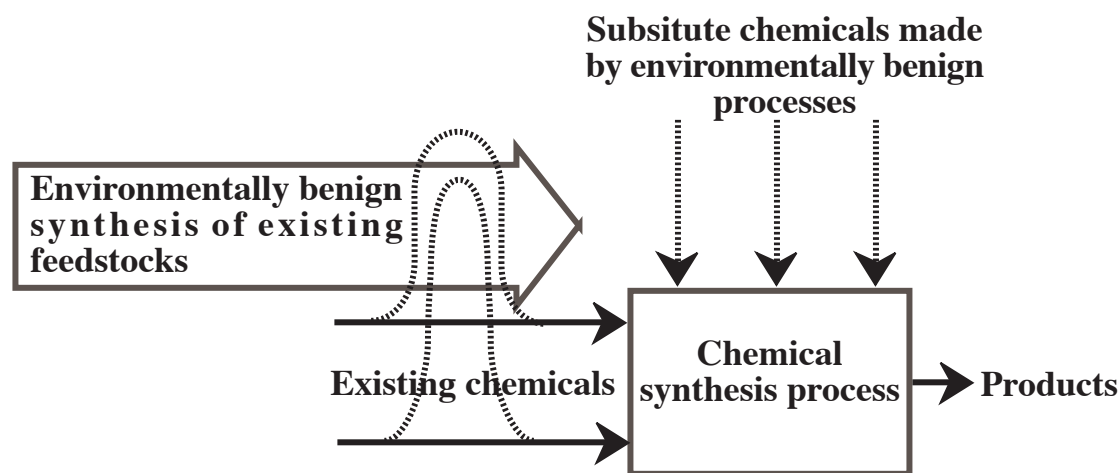 Subsitute chemicals made
by environmentally benign
processes
Environmentally benign
synthesis of existing
feedstocks
Existing chemicals
Chemical
synthesis process
Products